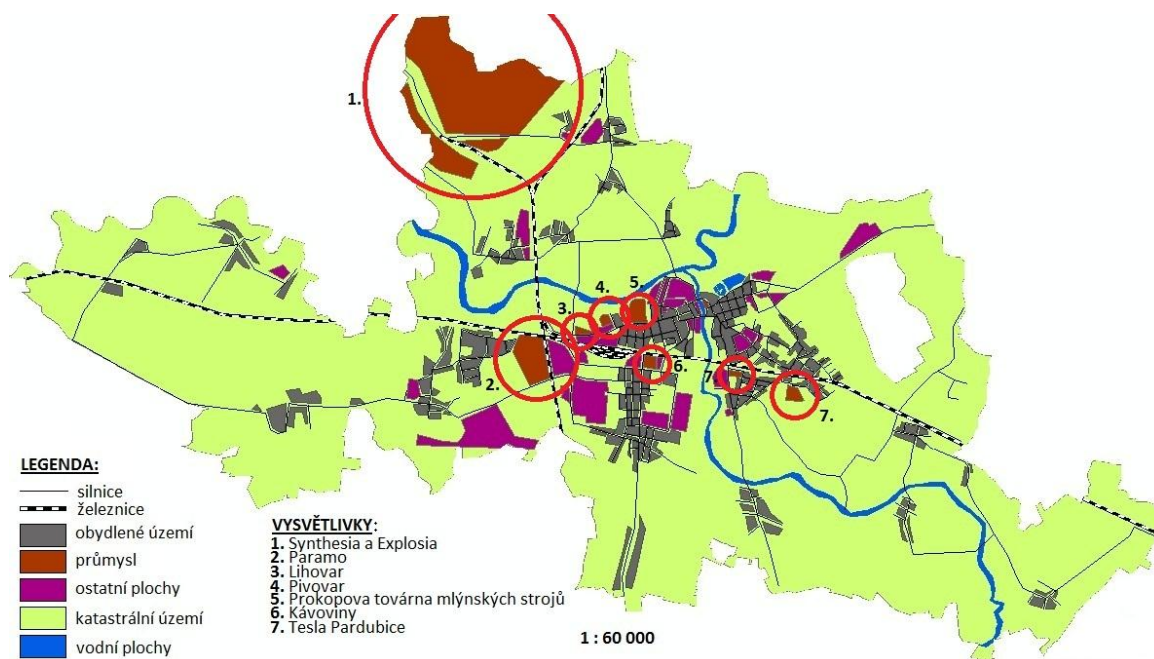 1.
4.
5.
3.
2.
6.
7.
7.
LEGENDA:
silnice
železnice
obydlené území
průmysl
ostatní plochy
katastrální území
vodní plochy
VYSVĚTLIVKY:
1. Synthesia a Explosia
2. Paramo
3. Lihovar
4. Pivovar
5. Prokopova továrna mlýnských strojů
6. Kávoviny
7. Tesla Pardubice
1 : 60 000